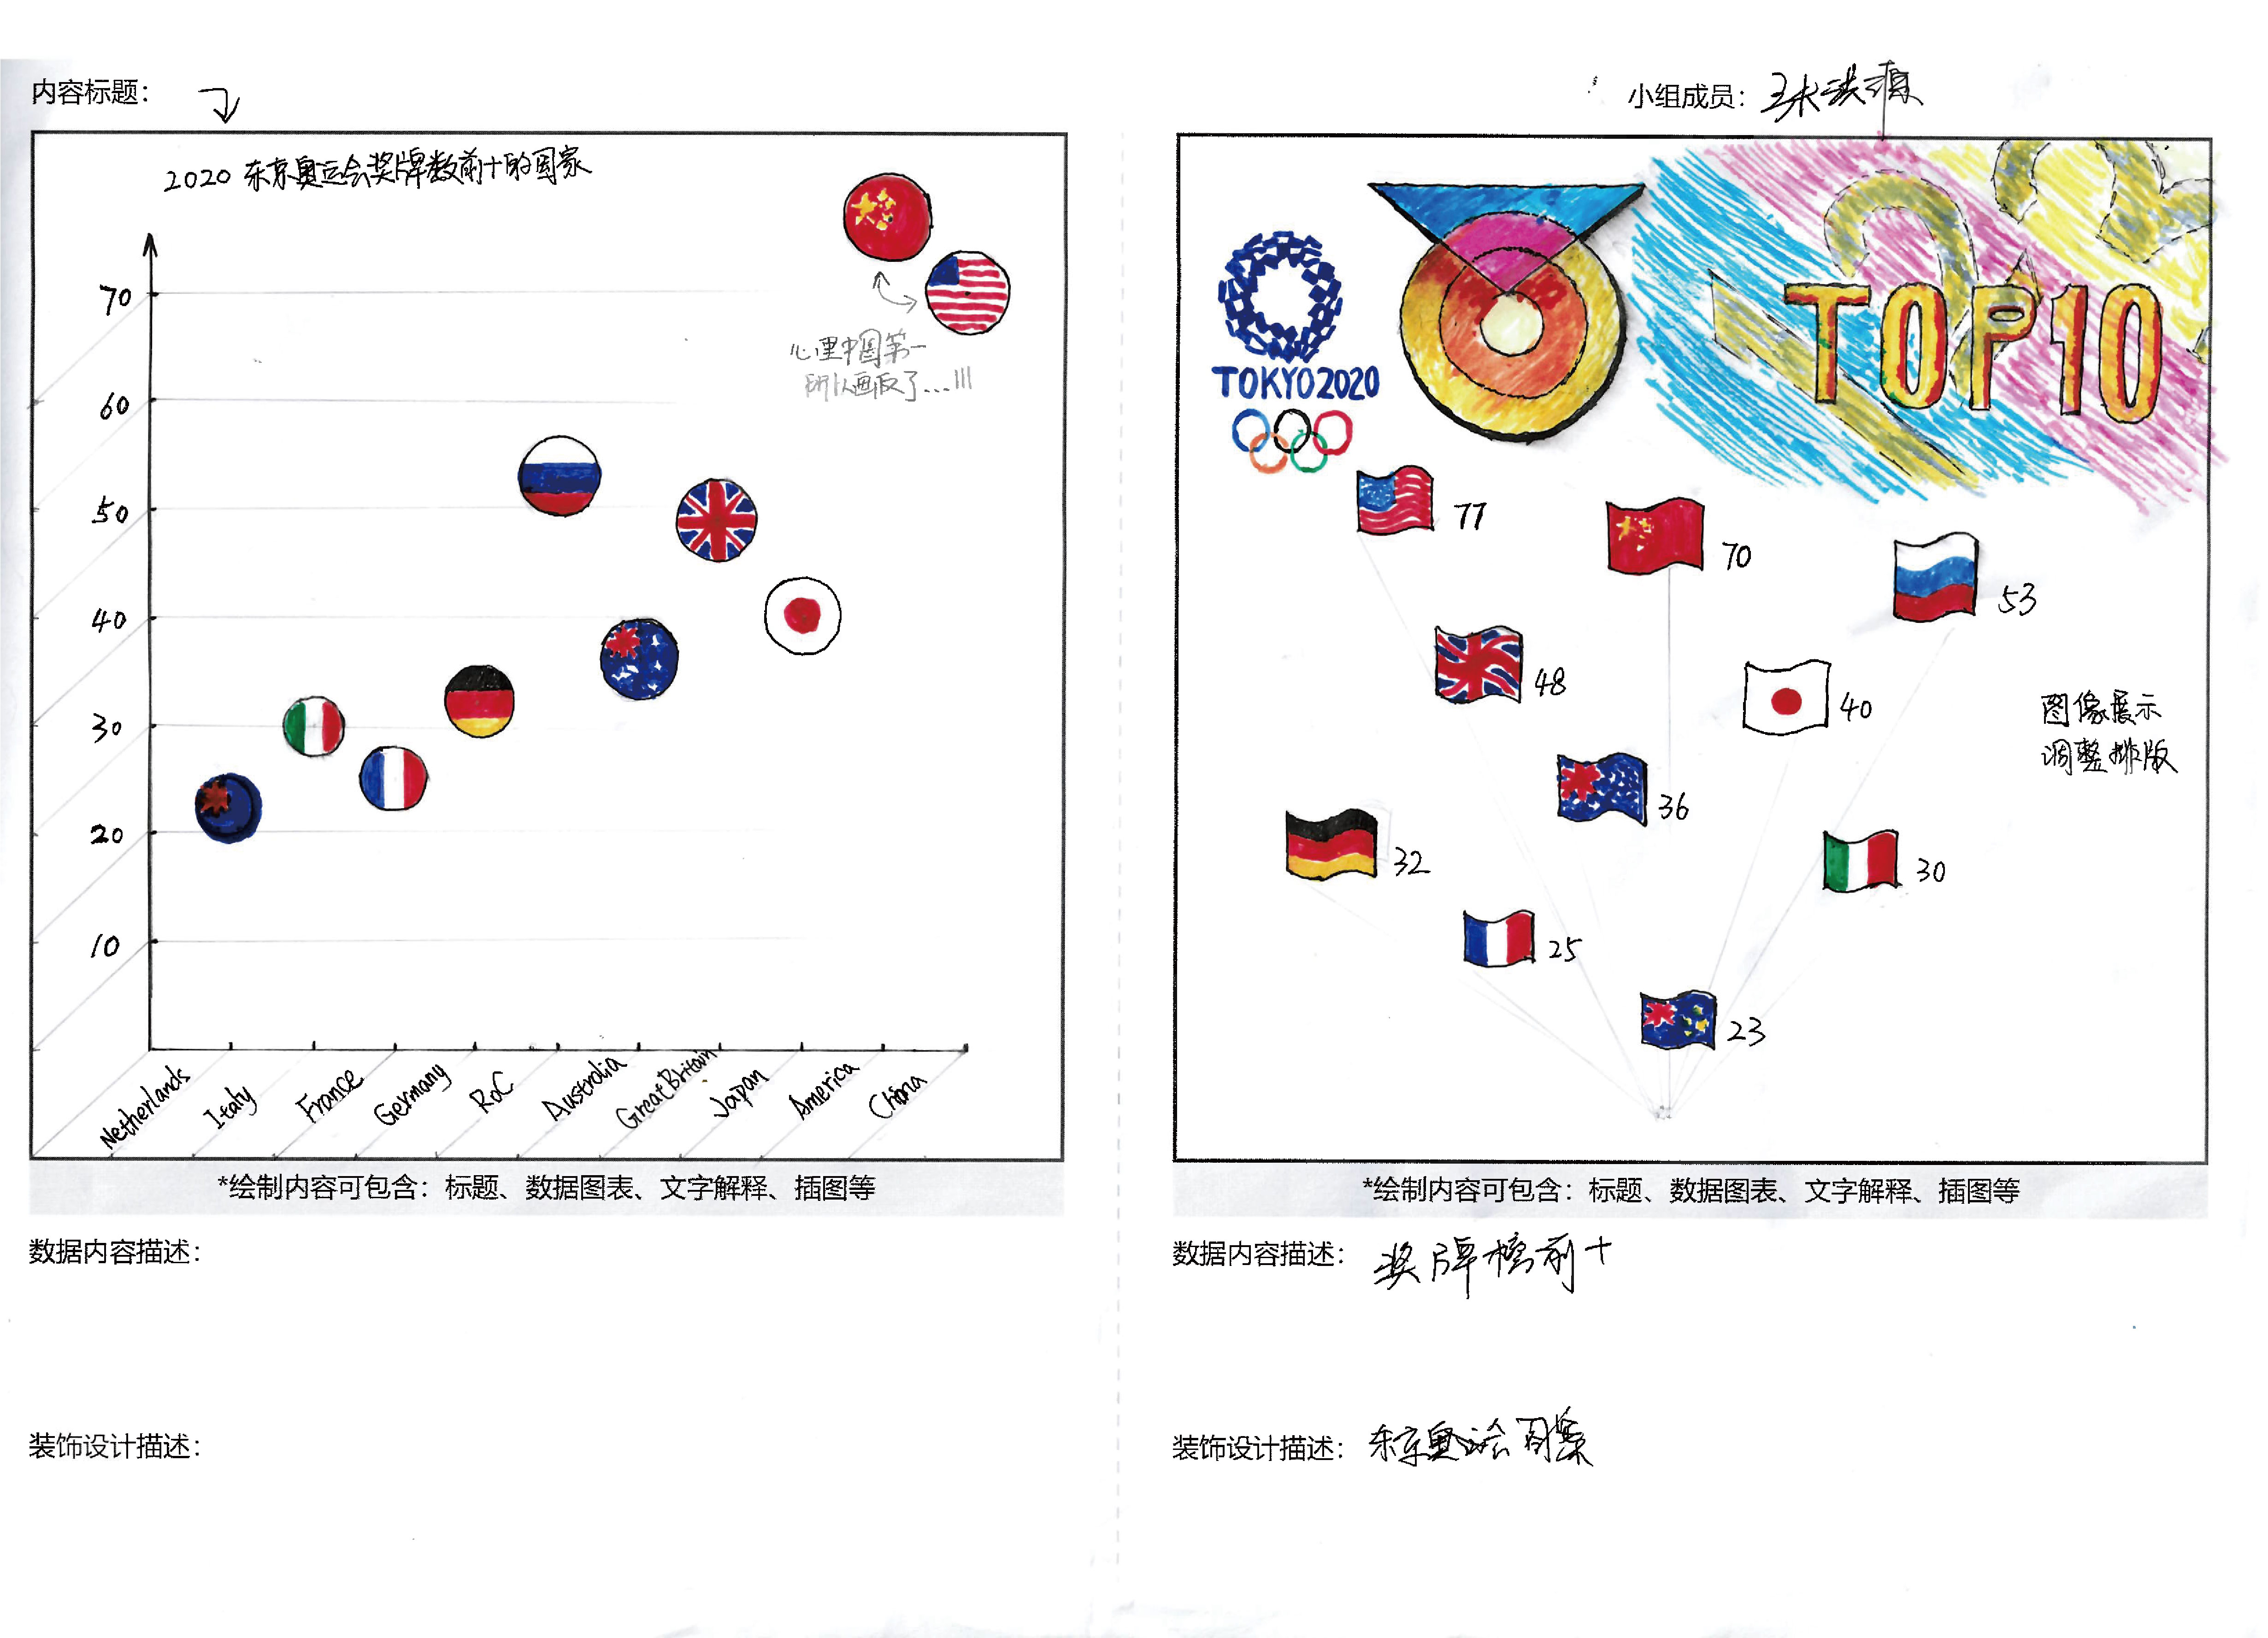 内容标题：
2020 东京奥运会奖牌数前十的国家
70
60
50
40
30
20
10
心里中国第一
所以画反了...!!!
Netherlands
Italy
France
Germany
RoC
Australia
Great Britain
Japan
America
China
*绘制内容可包含：标题、数据图表、文字解释、插图等
数据内容描述：
装饰设计描述：
小组成员：
TOKYO2020
TOP10
77
70
53
48
40
36
32
30
25
23
图像展示
调整排版
*绘制内容可包含：标题、数据图表、文字解释、插图等
数据内容描述： 奖牌榜前十
装饰设计描述： 东京奥运会图案